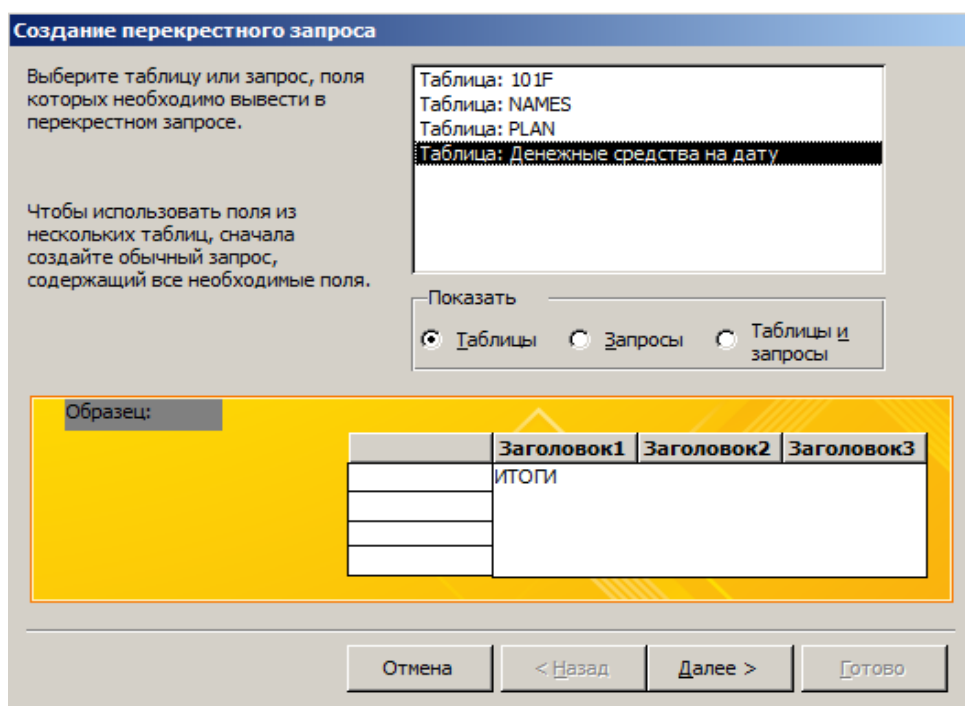 Создание перекрестного запроса
Выберите таблицу или запрос, поля
которых необходимо вывести в
перекрестном запросе.
Чтобы использовать поля из
нескольких таблиц, сначала
создайте обычный запрос,
содержащий все необходимые поля.
Таблица: 101F
Таблица: NAMES
Таблица: PLAN
Таблица: Денежные средства на дату
Показать
Таблицы
Запросы
Таблицы и
запросы
Образец:
Заголовок1 Заголовок2 Заголовок3
ИТОГИ
Отмена
< Назад
Далее >
Готово